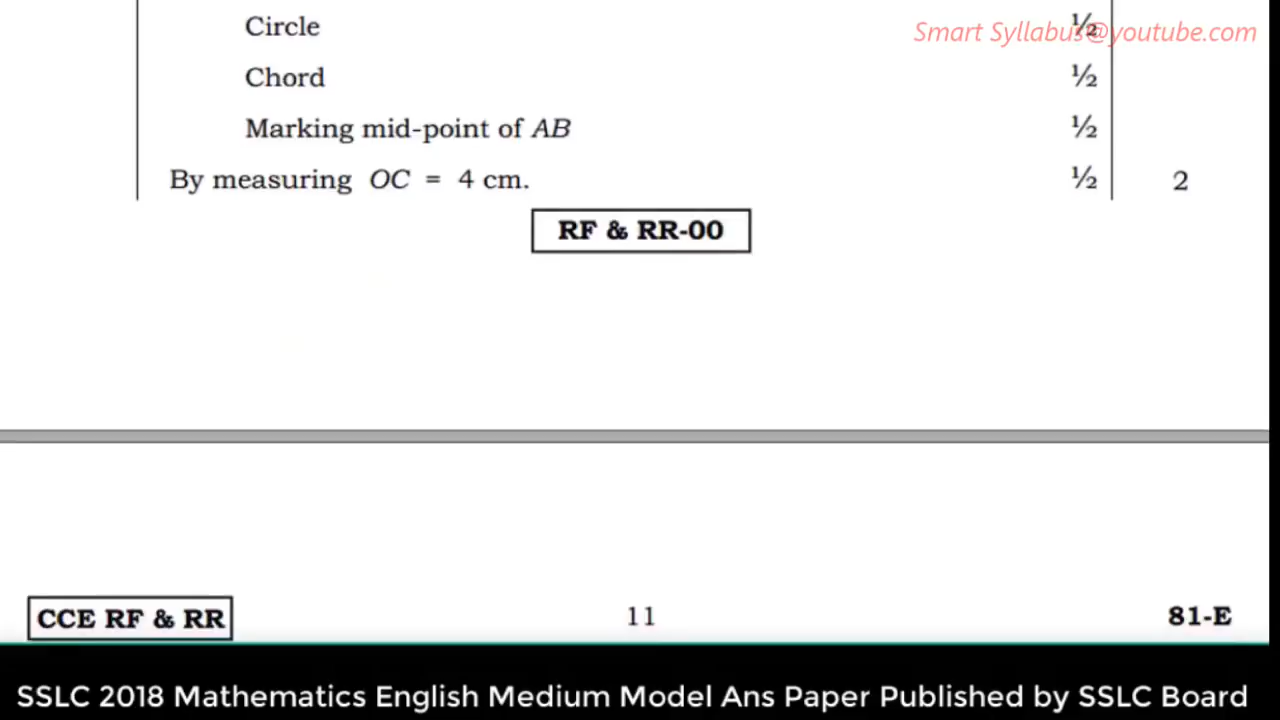 Circle ½
Smart Syllabus@youtube.com
Chord ½
Marking mid-point of AB ½
By measuring OC = 4 cm. ½ 2
RF & RR-00
CCE RF & RR 11 81-E
SSLC 2018 Mathematics English Medium Model Ans Paper Published by SSLC Board